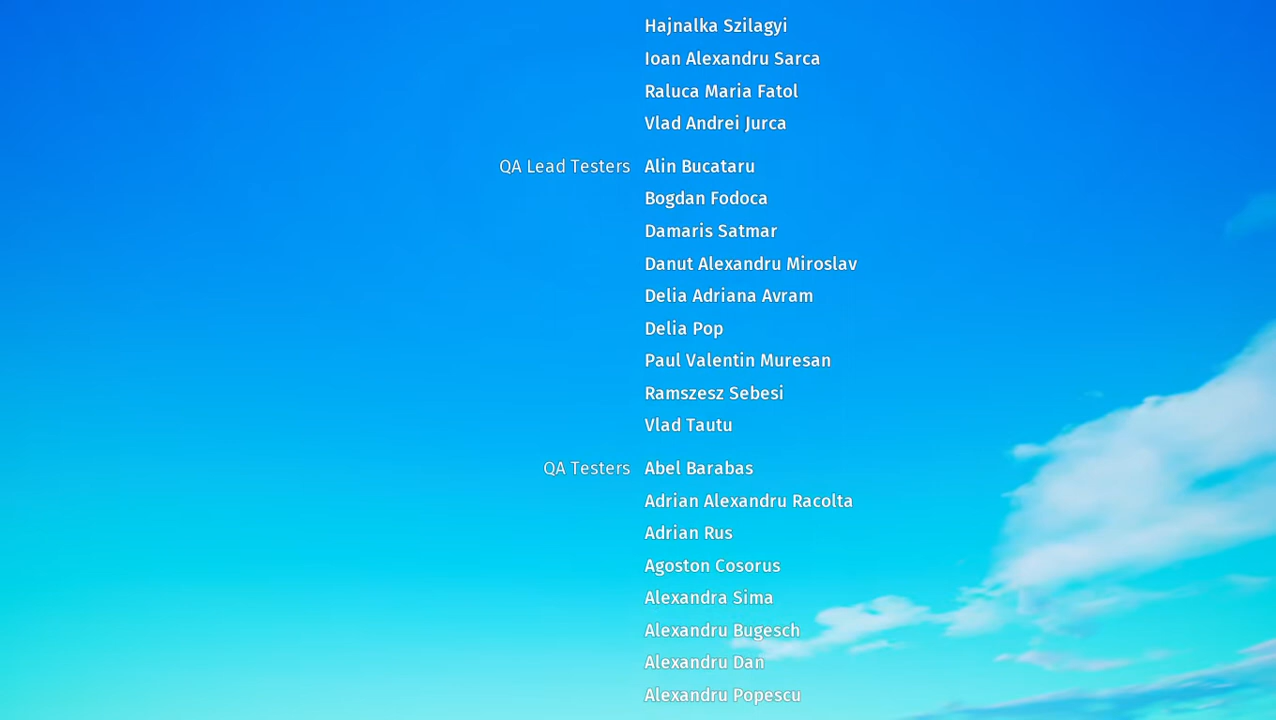 Hajnalka Szilagyi
Ioan Alexandru Sarca
Raluca Maria Fatol
Vlad Andrei Jurca
QA Lead Testers Alin Bucataru
Bogdan Fodoca
Damaris Satmar
Danut Alexandru Miroslav
Delia Adriana Avram
Delia Pop
Paul Valentin Muresan
Ramszesz Sebesi
Vlad Tautu
QA Testers Abel Barabas
Adrian Alexandru Racolta
Adrian Rus
Agoston Cosorus
Alexandra Sima
Alexandru Bugesch
Alexandru Dan
Alexandru Popescu